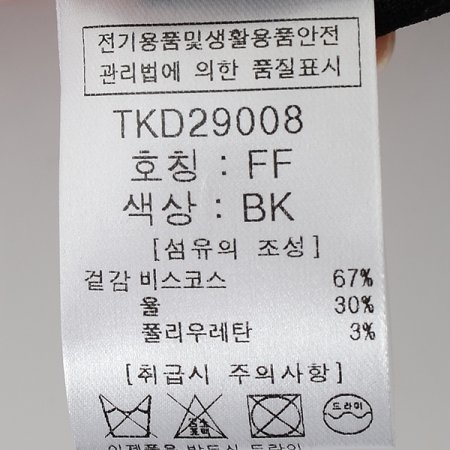 전기용품및생활용품안전
관리법에 의한 품질표시
TKD29008
호칭 : FF
색상 : BK
[섬유의 조성]
겉감 비스코스 67%
울 30%
폴리우레탄 3%
[취급시 주의사항]
드라이